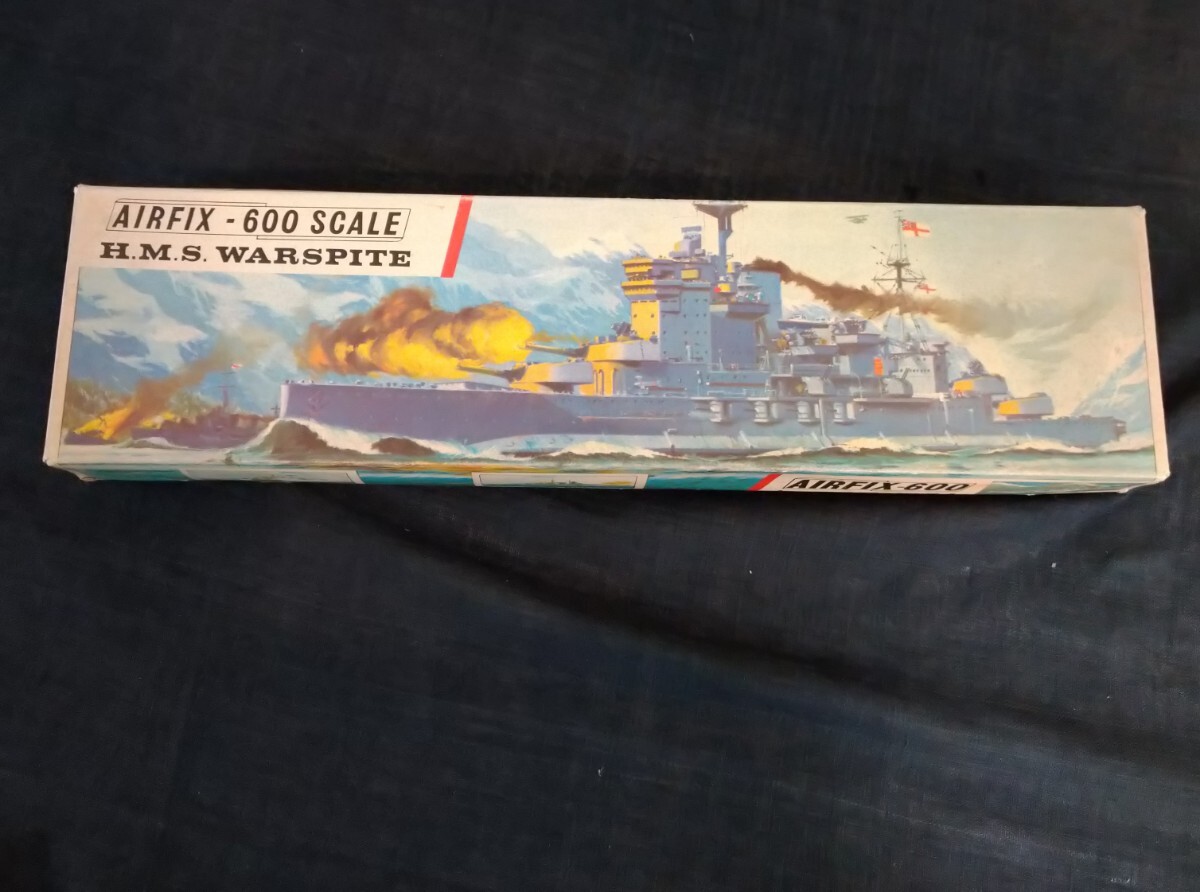 AIRFIX - 600 SCALE
H.M.S. WARSPITE
AIRFIX-600